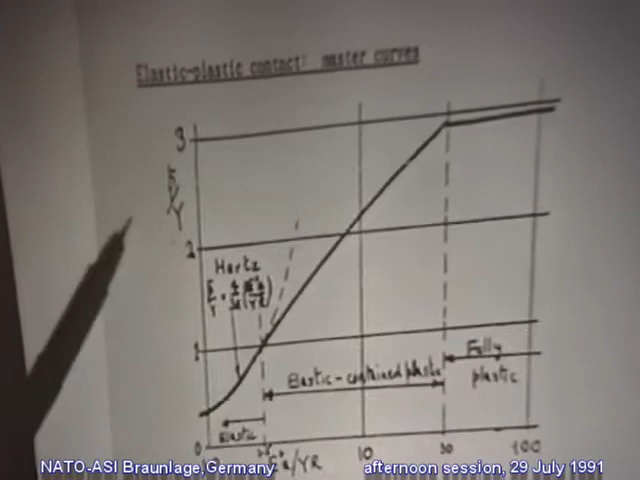 Elastic-plastic contact: master curves
3
Y
2
Hertz
1
Elastic-contained plastic
Fully
plastic
Elastic
0
10
30
100
NATO-ASI Braunlage,Germany
afternoon session, 29 July 1991